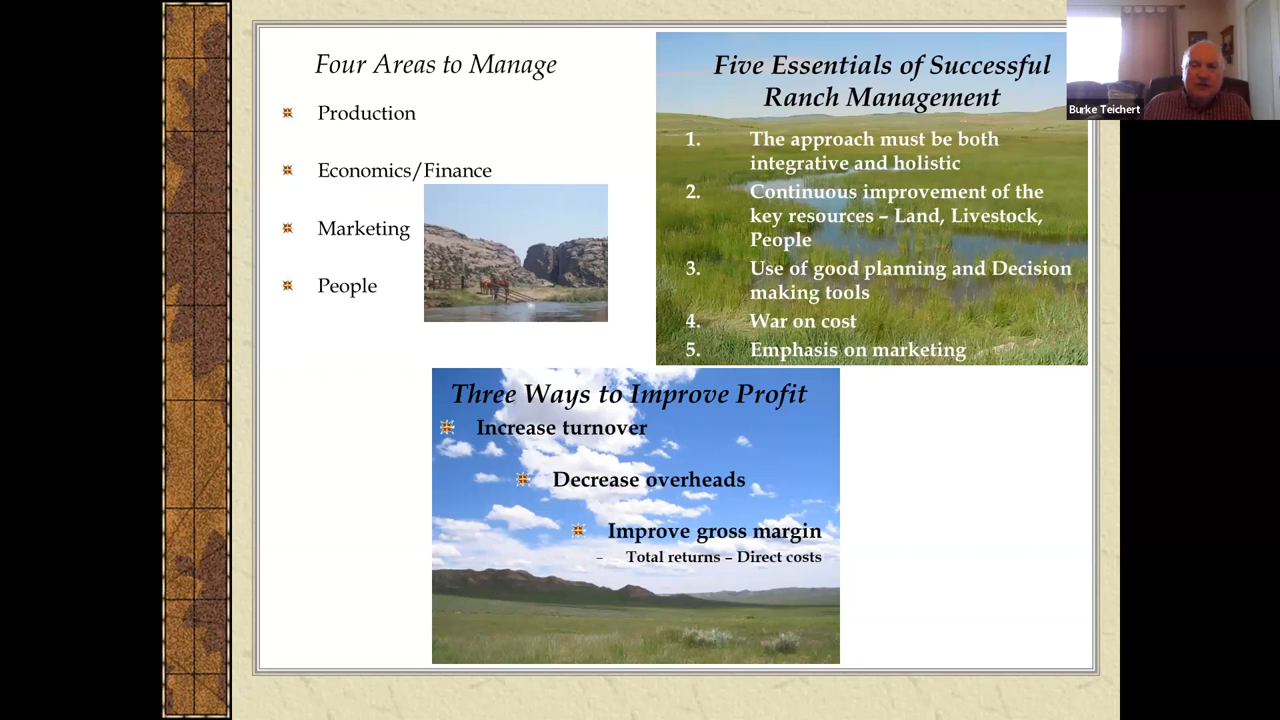 Four Areas to Manage
Production
Economics/Finance
Marketing
People
Five Essentials of Successful
Ranch Management
1. The approach must be both
integrative and holistic
2. Continuous improvement of the
key resources – Land, Livestock,
People
3. Use of good planning and Decision
making tools
4. War on cost
5. Emphasis on marketing
Burke Teichert
Three Ways to Improve Profit
Increase turnover
Decrease overheads
Improve gross margin
– Total returns – Direct costs